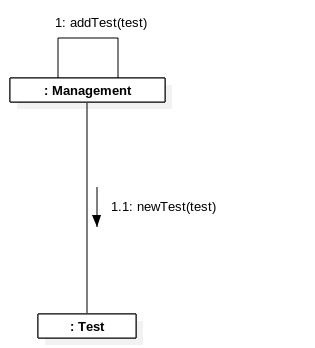 1: addTest(test)
: Management
1.1: newTest(test)
: Test